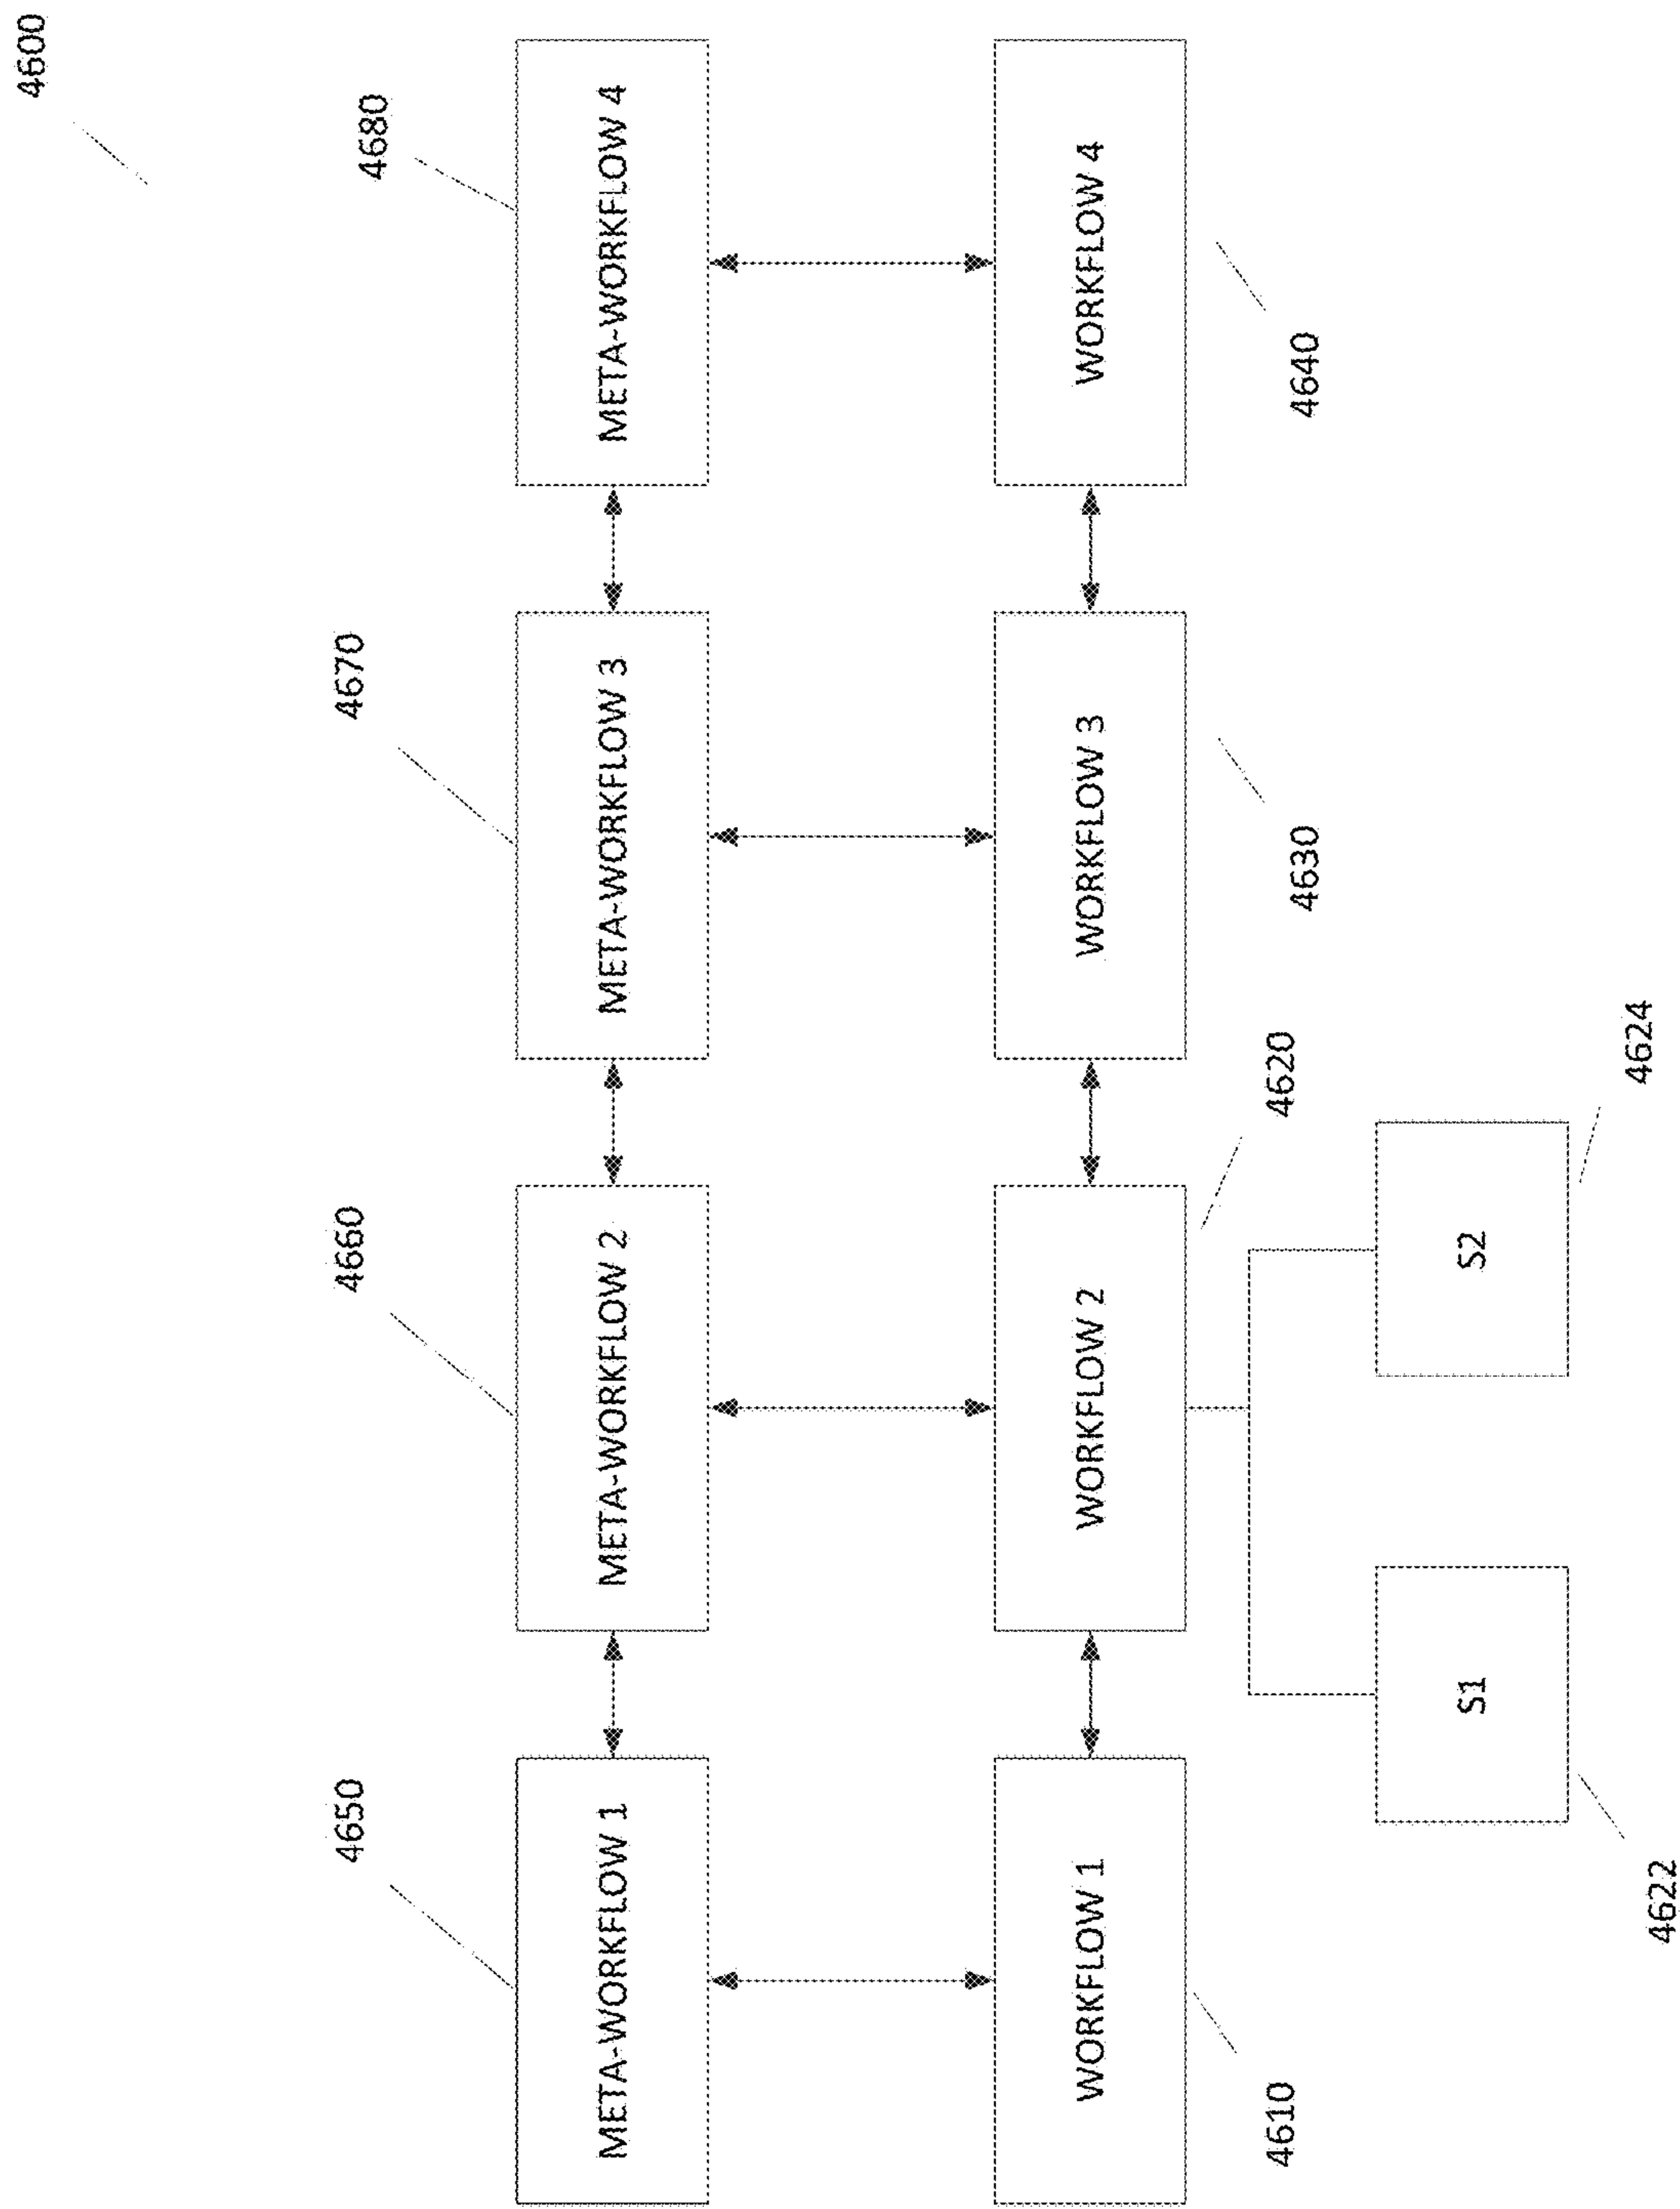 4600
4650
4660
4670
4680
META-WORKFLOW 1
META-WORKFLOW 2
META-WORKFLOW 3
META-WORKFLOW 4
WORKFLOW 1
WORKFLOW 2
WORKFLOW 3
WORKFLOW 4
4610
4620
4630
4640
S1
S2
4622
4624